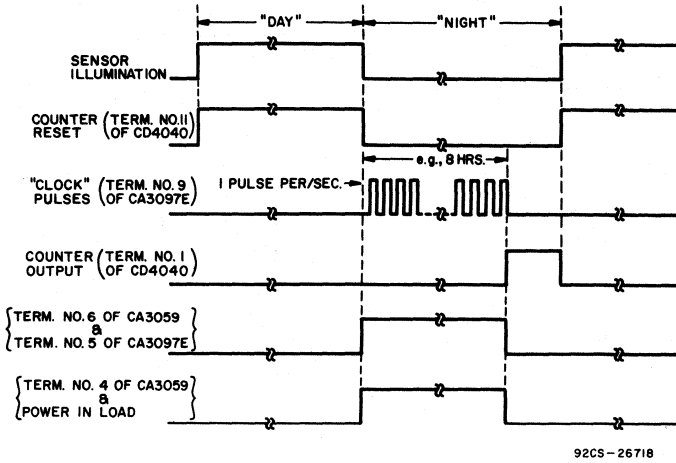 "DAY"
"NIGHT"
SENSOR
ILLUMINATION
COUNTER (TERM. NO.11)
RESET (OF CD4040)
e.g., 8 HRS.
"CLOCK" (TERM. NO. 9)
PULSES (OF CA3097E)
1 PULSE PER/SEC.
COUNTER (TERM. NO. 1)
OUTPUT (OF CD4040)
{TERM. NO. 6 OF CA3059
&
TERM. NO. 5 OF CA3097E}
{TERM. NO. 4 OF CA3059
&
POWER IN LOAD}
92CS-26718